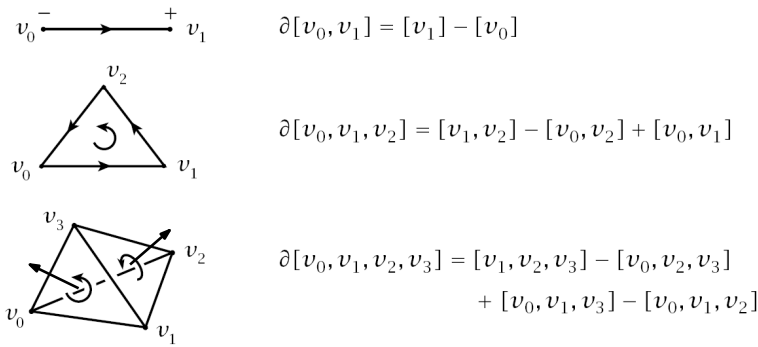 − +
v₀ v₁ ∂[v₀, v₁] = [v₁] − [v₀]
v₂
∂[v₀, v₁, v₂] = [v₁, v₂] − [v₀, v₂] + [v₀, v₁]
v₀ v₁
v₃
v₂ ∂[v₀, v₁, v₂, v₃] = [v₁, v₂, v₃] − [v₀, v₂, v₃]
+ [v₀, v₁, v₃] − [v₀, v₁, v₂]
v₀
v₁